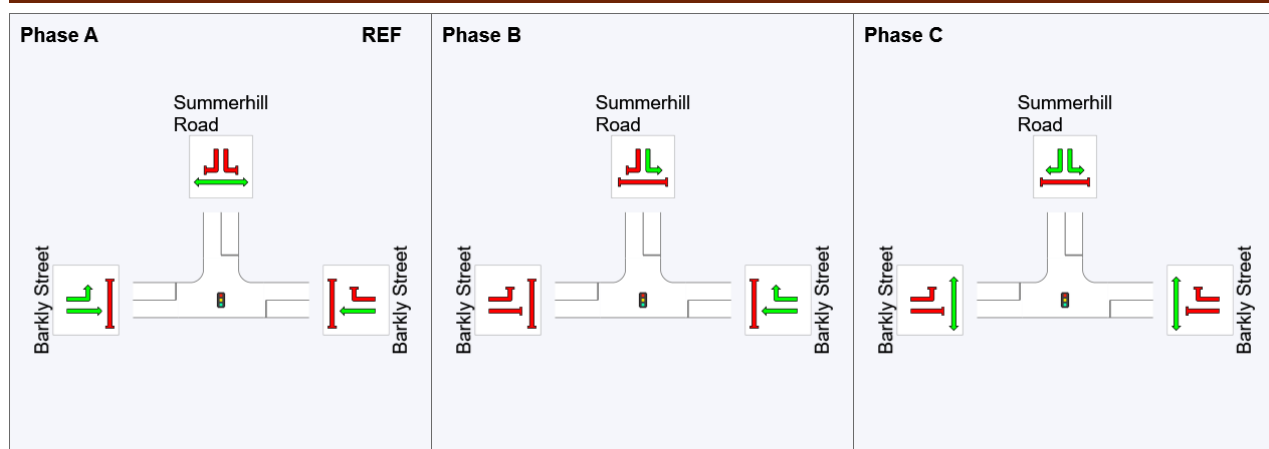 Phase A
REF
Summerhill
Road
Barkly Street
Barkly Street
Phase B
Summerhill
Road
Barkly Street
Barkly Street
Phase C
Summerhill
Road
Barkly Street
Barkly Street